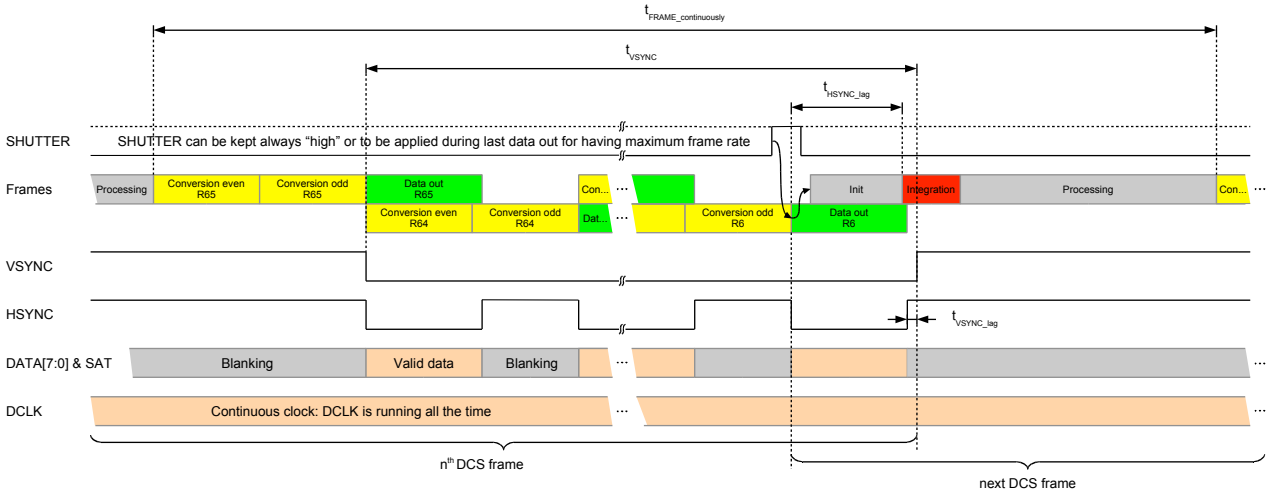 tFRAME_continuously
tVSYNC
tHSYNC_lag
SHUTTER
SHUTTER can be kept always “high” or to be applied during last data out for having maximum frame rate
Frames
Processing
Conversion even
R65
Conversion odd
R65
Data out
R65
Con...
...
Init
Integration
Processing
Con...
...
Conversion even
R64
Conversion odd
R64
Dat...
...
Conversion odd
R6
Data out
R6
VSYNC
HSYNC
tVSYNC_lag
DATA[7:0] & SAT
Blanking
Valid data
Blanking
...
...
DCLK
Continuous clock: DCLK is running all the time
...
...
nth DCS frame
next DCS frame